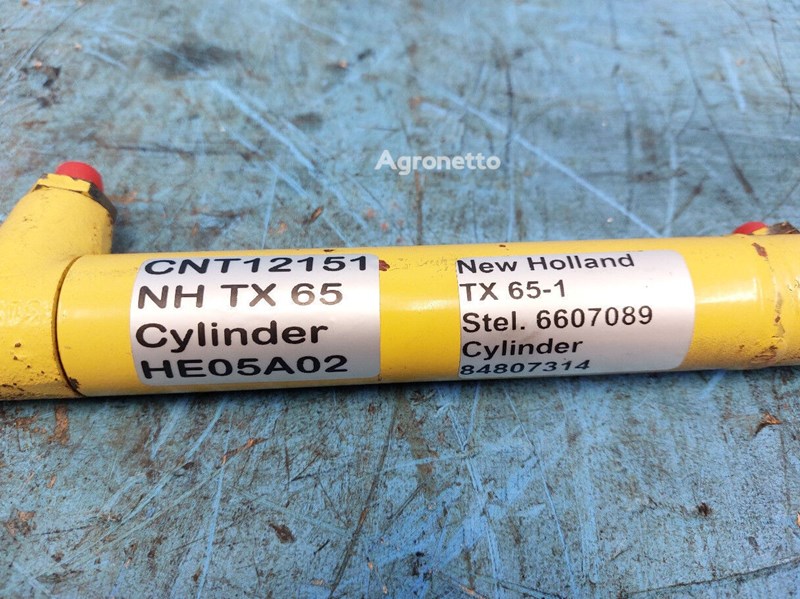 Agronetto
CNT12151
NH TX 65
Cylinder
HE05A02
New Holland
TX 65-1
Stel. 6607089
Cylinder
84807314